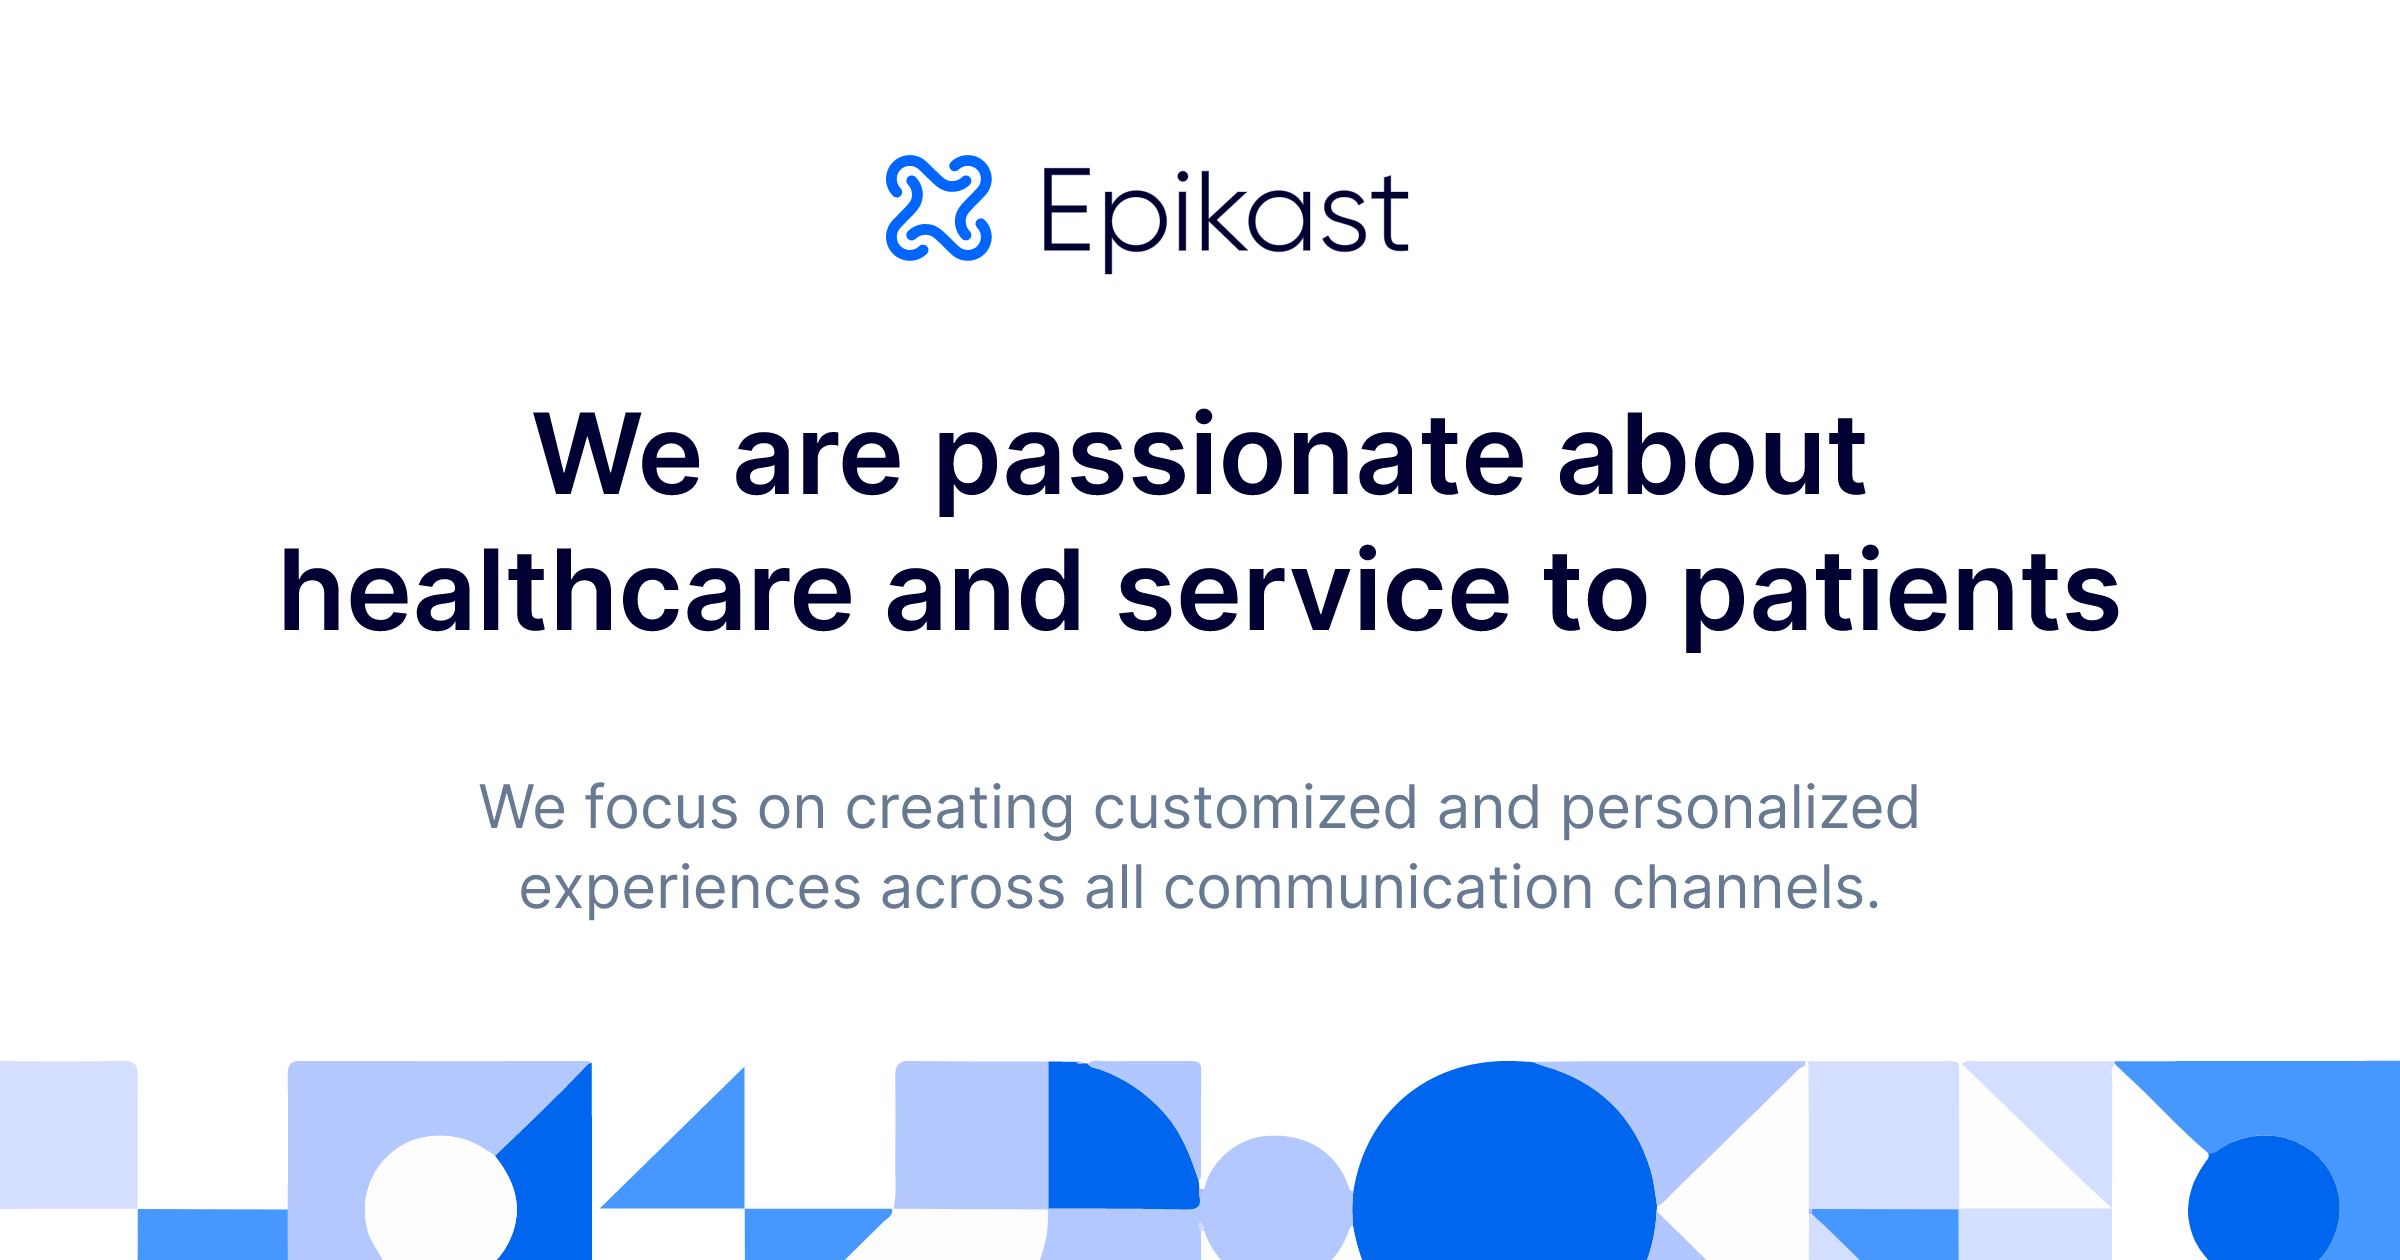 Epikast
We are passionate about
healthcare and service to patients
We focus on creating customized and personalized
experiences across all communication channels.